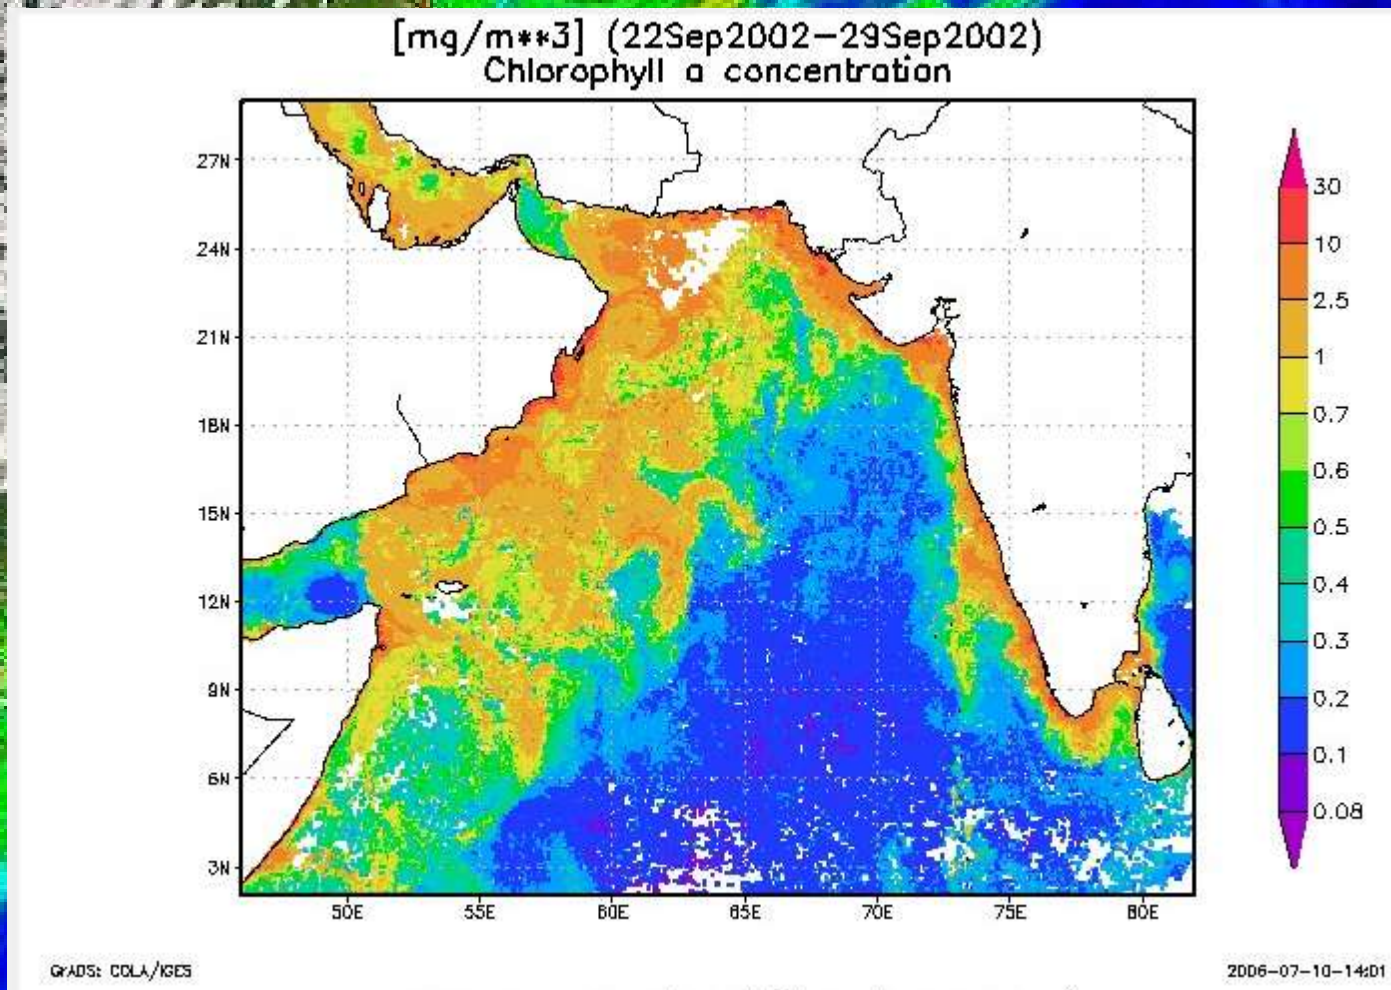 [mg/m**3] (22Sep2002-29Sep2002)
Chlorophyll a concentration
27N
24N
21N
18N
15N
12N
9N
6N
3N
50E
55E
60E
65E
70E
75E
80E
30
10
2.5
1
0.7
0.6
0.5
0.4
0.3
0.2
0.1
0.08
GrADS: COLA/IGES
2006-07-10-14:01